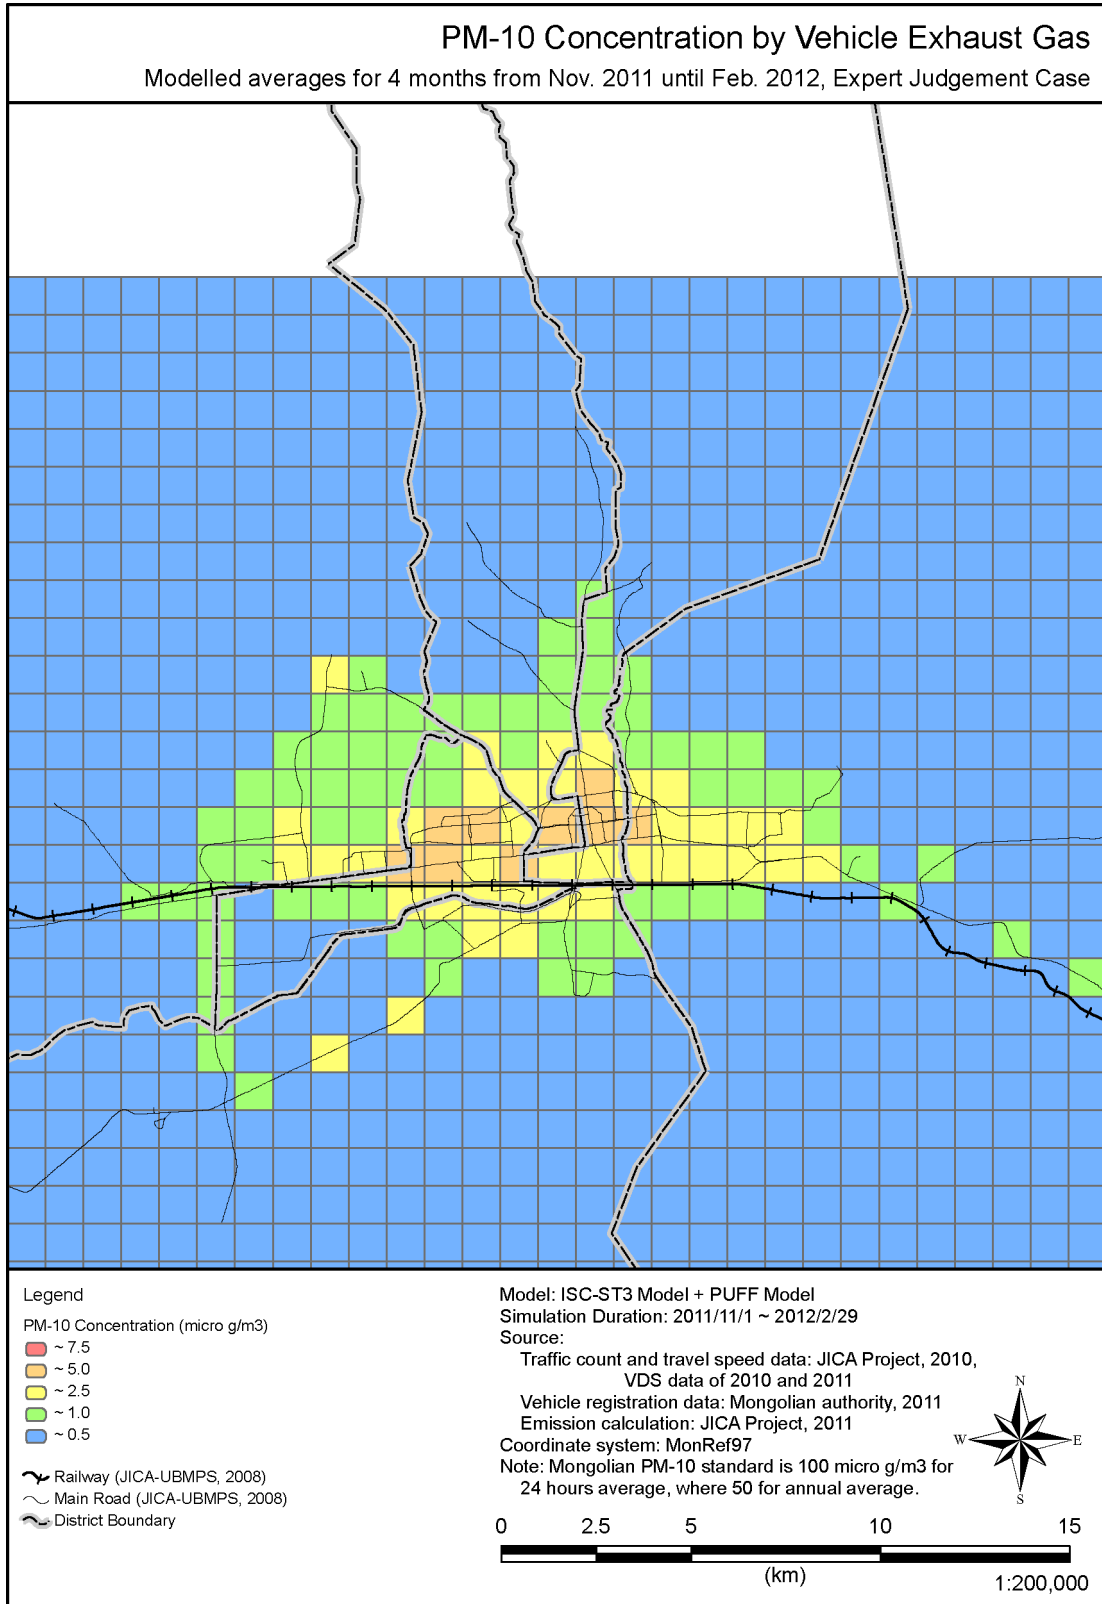 PM-10 Concentration by Vehicle Exhaust Gas
Modelled averages for 4 months from Nov. 2011 until Feb. 2012, Expert Judgement Case
Legend
PM-10 Concentration (micro g/m3)
~ 7.5
~ 5.0
~ 2.5
~ 1.0
~ 0.5
Railway (JICA-UBMPS, 2008)
Main Road (JICA-UBMPS, 2008)
District Boundary
Model: ISC-ST3 Model + PUFF Model
Simulation Duration: 2011/11/1 ~ 2012/2/29
Source:
Traffic count and travel speed data: JICA Project, 2010,
VDS data of 2010 and 2011
Vehicle registration data: Mongolian authority, 2011
Emission calculation: JICA Project, 2011
Coordinate system: MonRef97
Note: Mongolian PM-10 standard is 100 micro g/m3 for
24 hours average, where 50 for annual average.
N
W E
S
0 2.5 5 10 15
(km)
1:200,000